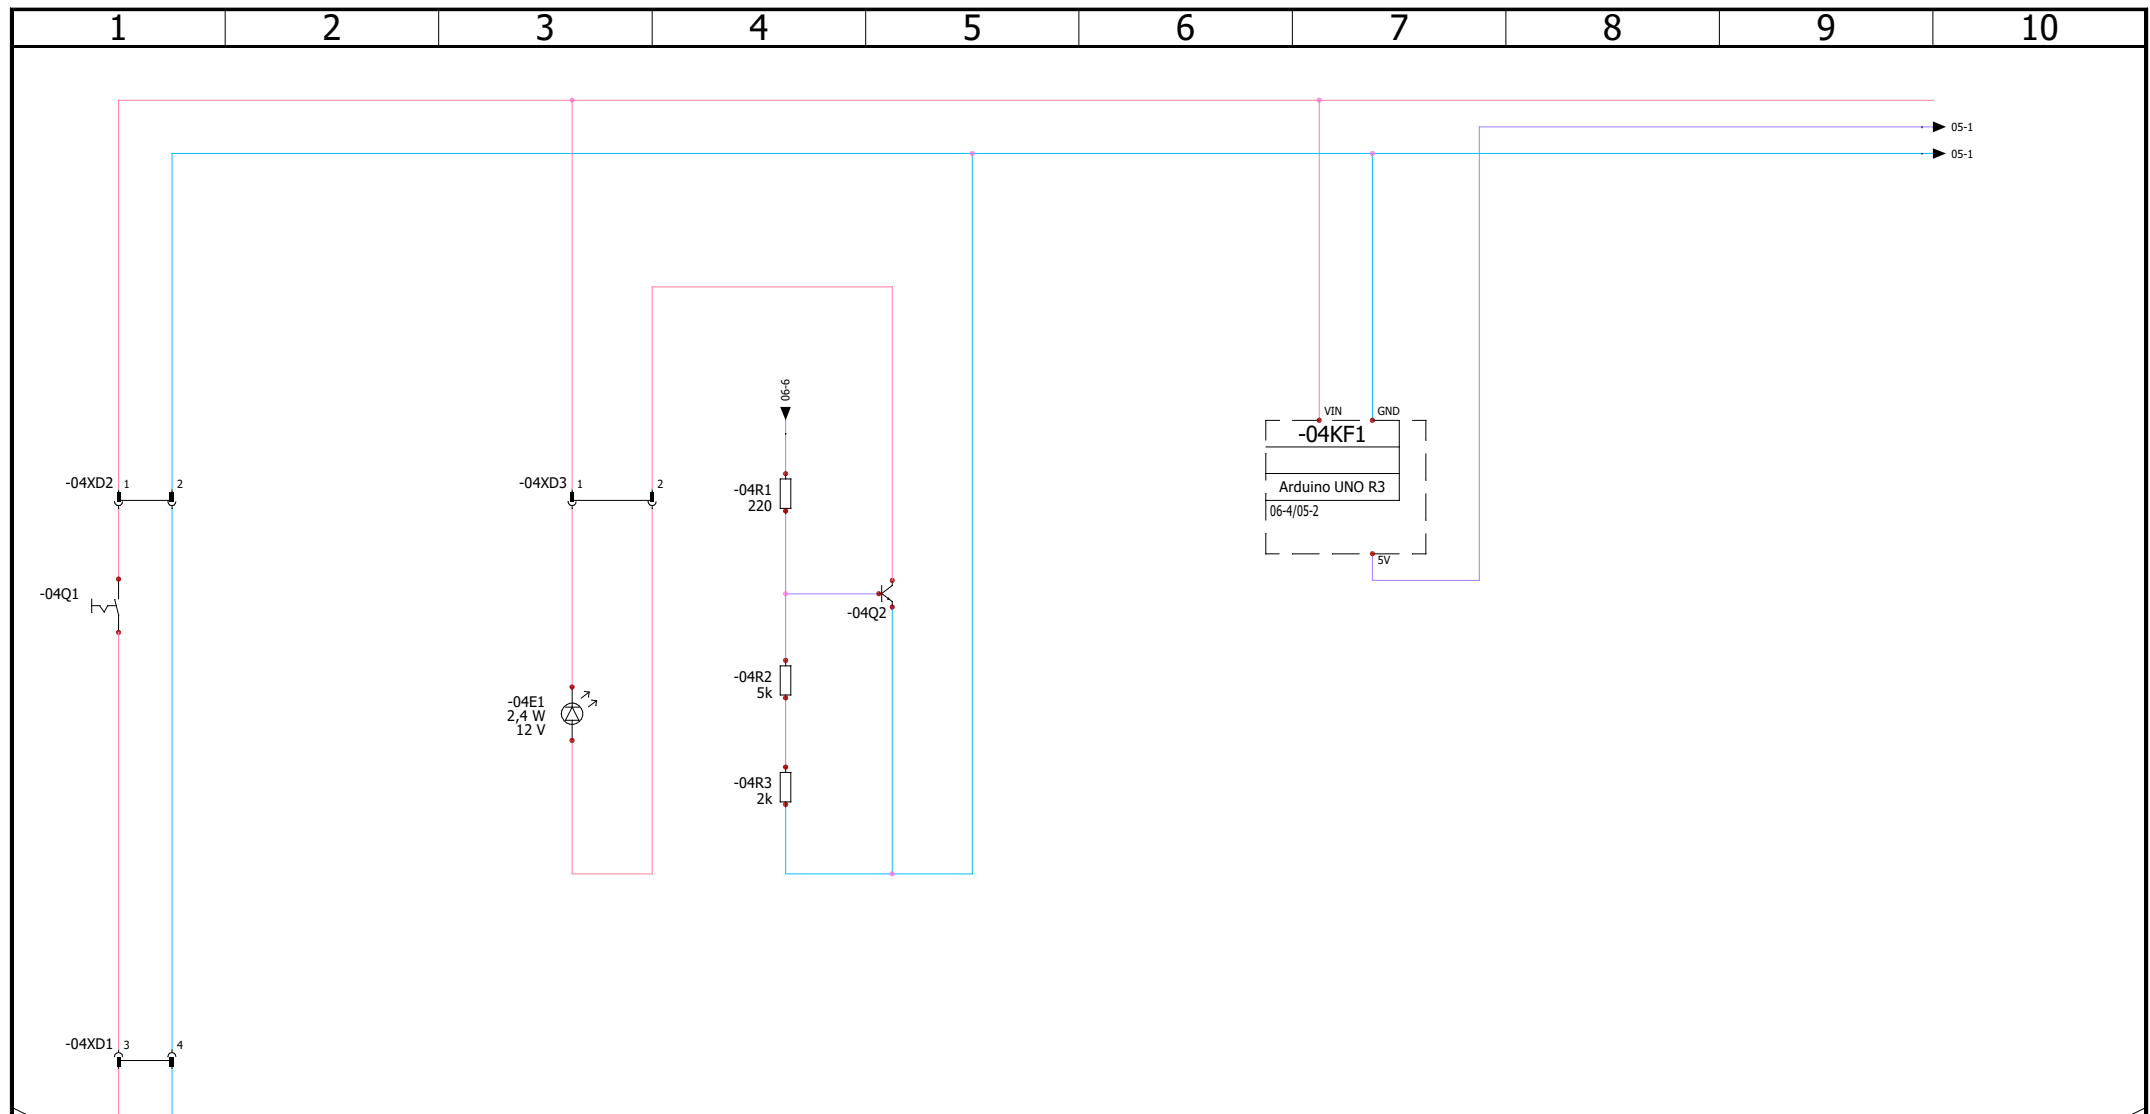 1 2 3 4 5 6 7 8 9 10
05-1
05-1
06-6
VIN GND
-04KF1
Arduino UNO R3
06-4/05-2
5V
-04XD2 1 2
-04XD3 1 2
-04R1
220
-04Q1
-04Q2
-04R2
5k
-04E1
2,4 W
12 V
-04R3
2k
-04XD1 3 4